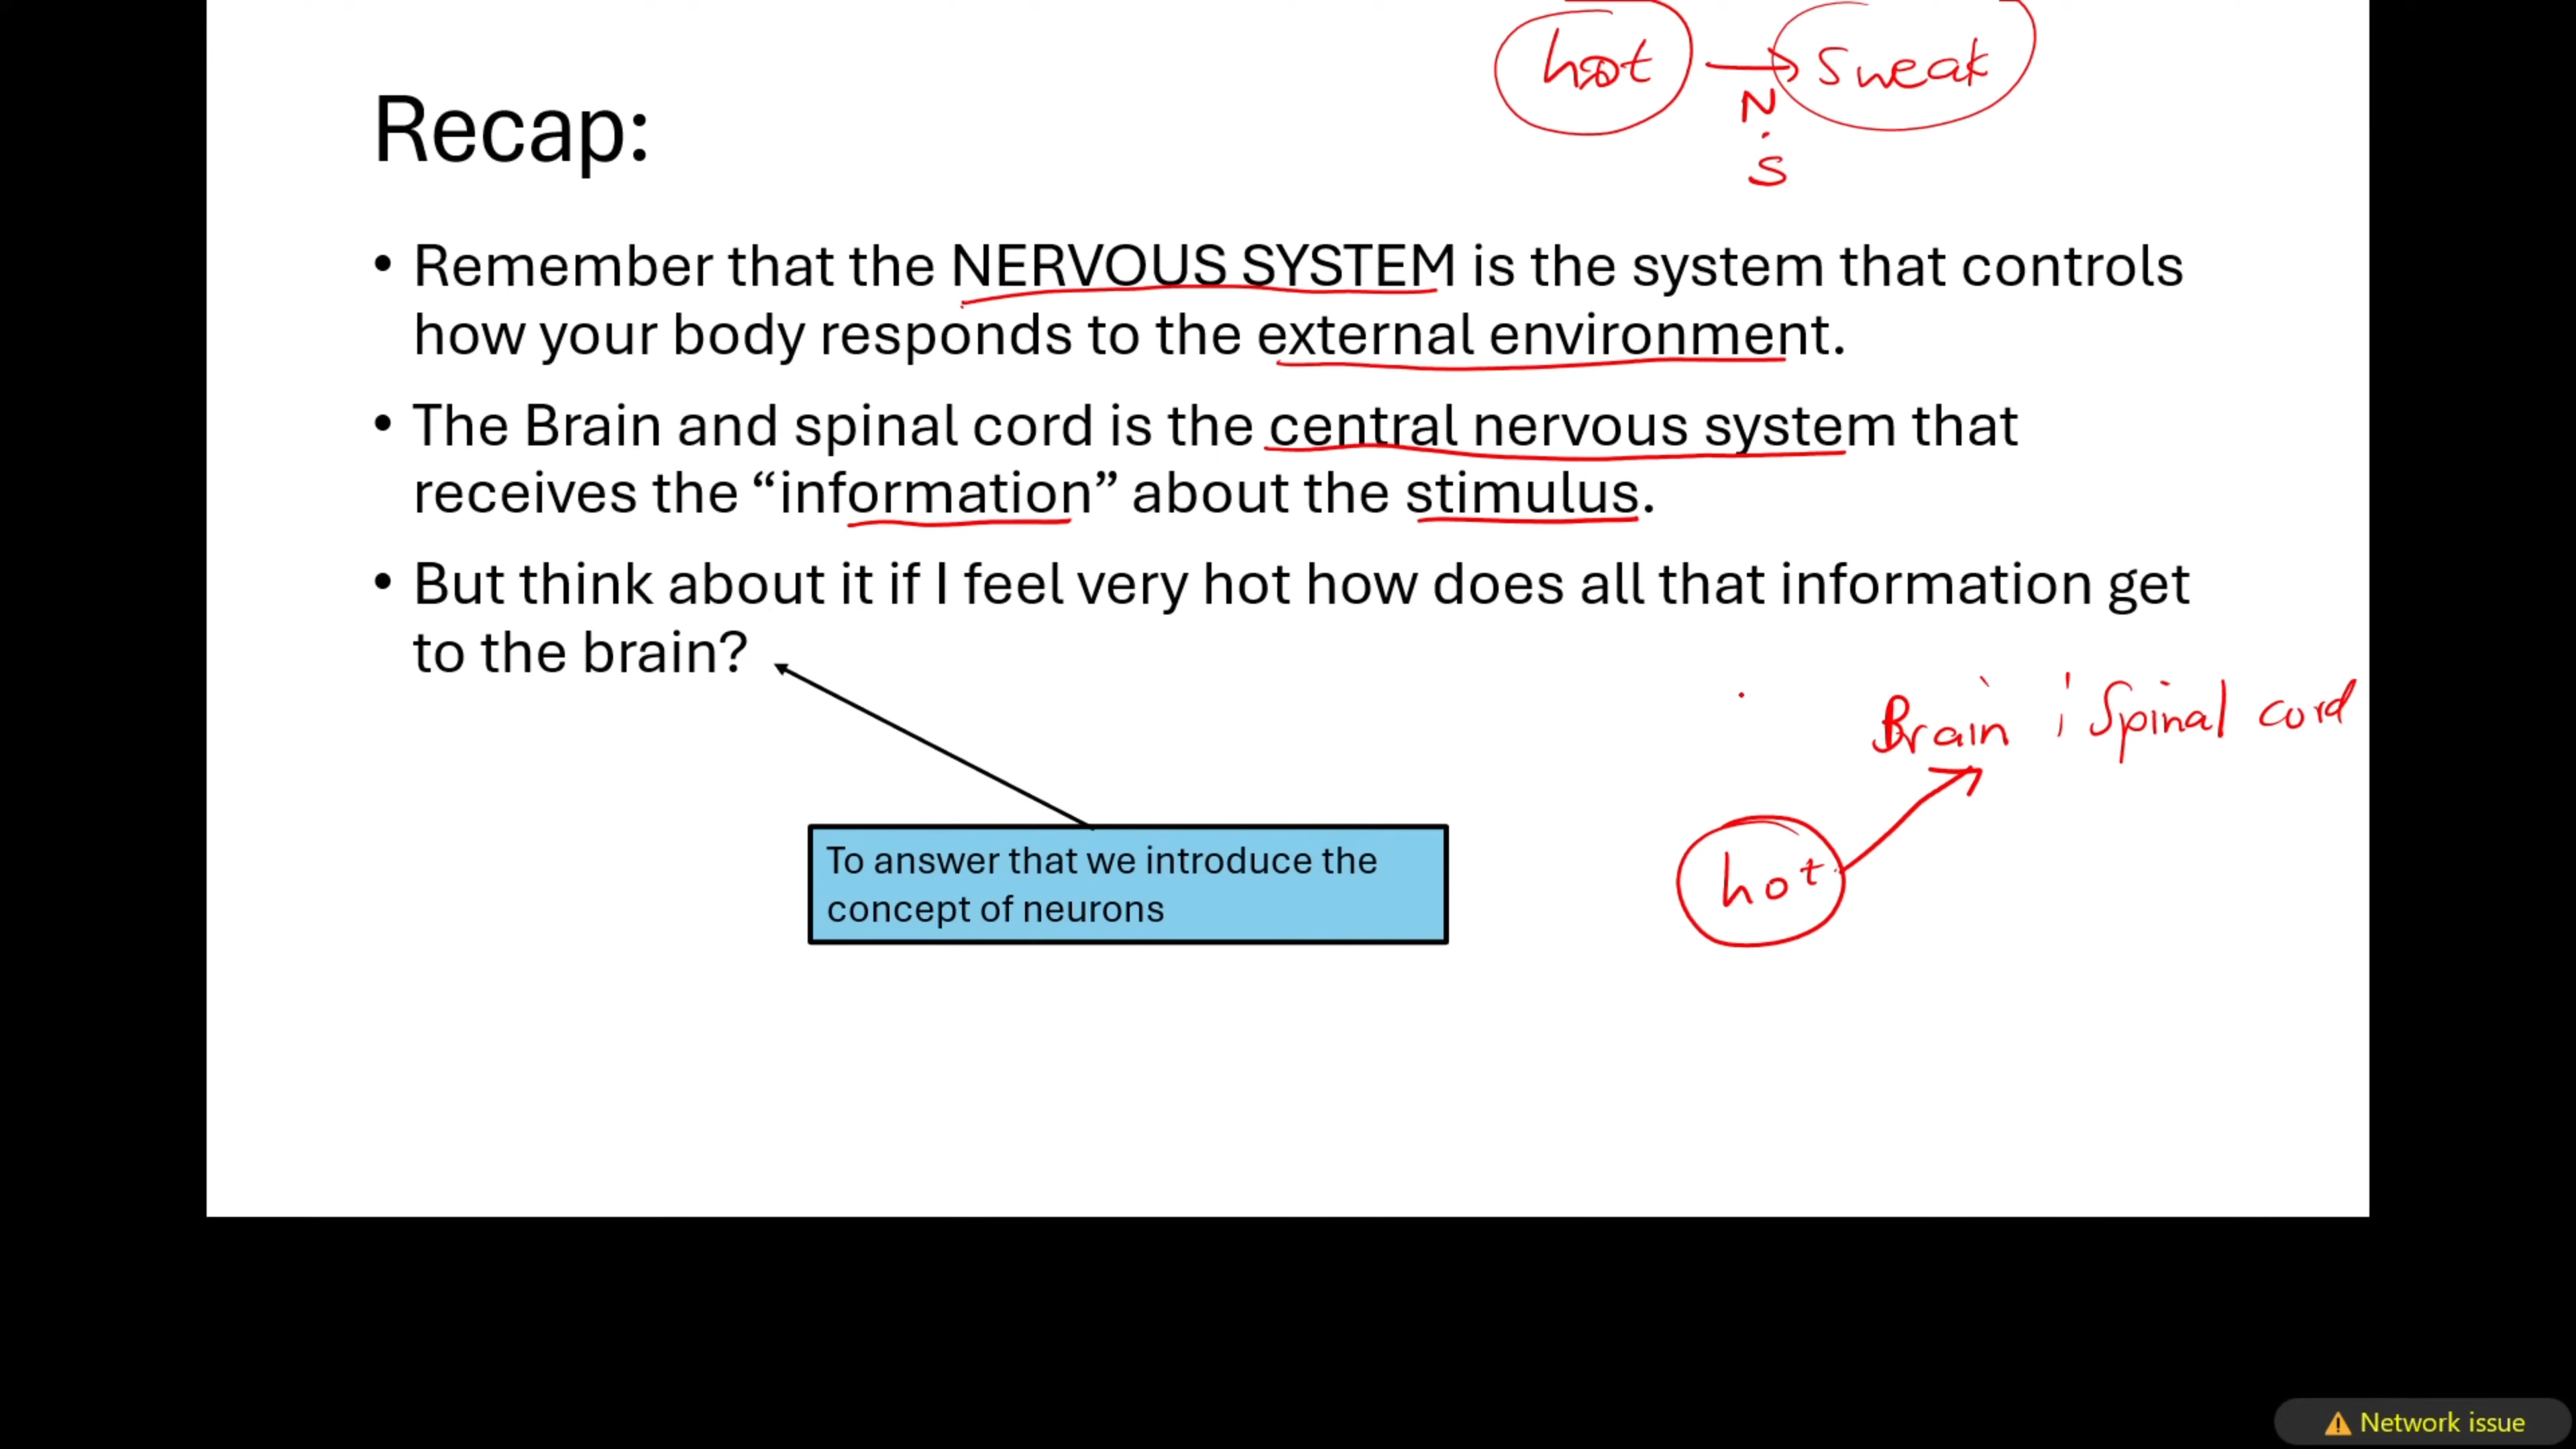 hot → Sweat
N
S
Recap:
• Remember that the NERVOUS SYSTEM is the system that controls
how your body responds to the external environment.
• The Brain and spinal cord is the central nervous system that
receives the “information” about the stimulus.
• But think about it if I feel very hot how does all that information get
to the brain?
Brain ; Spinal cord
hot
To answer that we introduce the
concept of neurons
Network issue